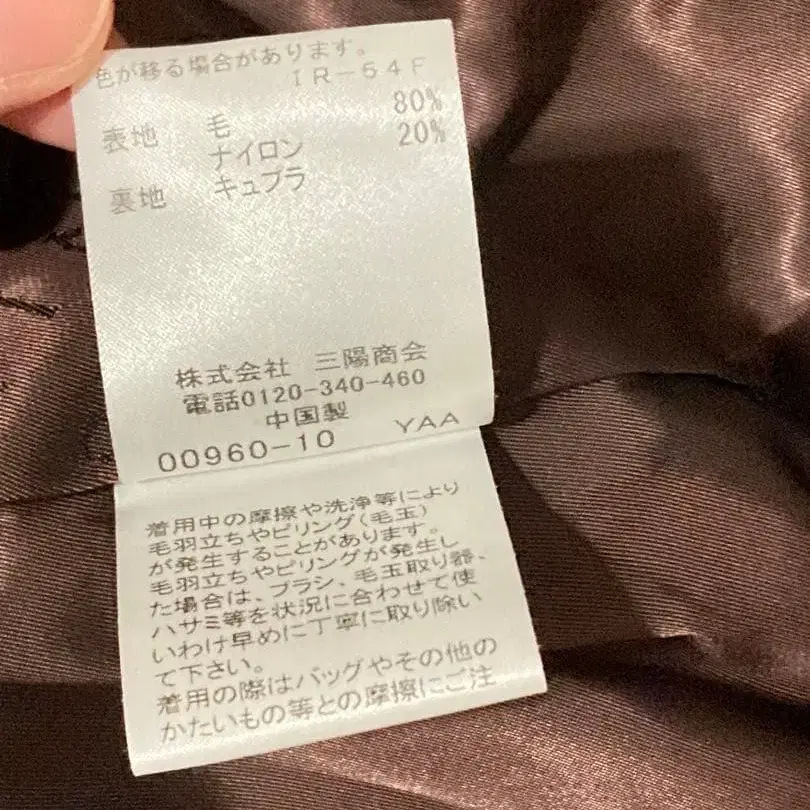 色が移る場合があります。
IR-54F
表地 毛 80%
ナイロン 20%
裏地 キュプラ
株式会社 三陽商会
電話0120-340-460
中国製
00960-10 YAA
着用中の摩擦や洗浄等により
毛羽立ちやピリング(毛玉)
が発生することがあります。
毛羽立ちやピリングが発生し
た場合は、ブラシ、毛玉取り器、
ハサミ等を状況に合わせて使
いわけ早めに丁寧に取り除い
て下さい。
着用の際はバッグやその他の
かたいもの等との摩擦にご注